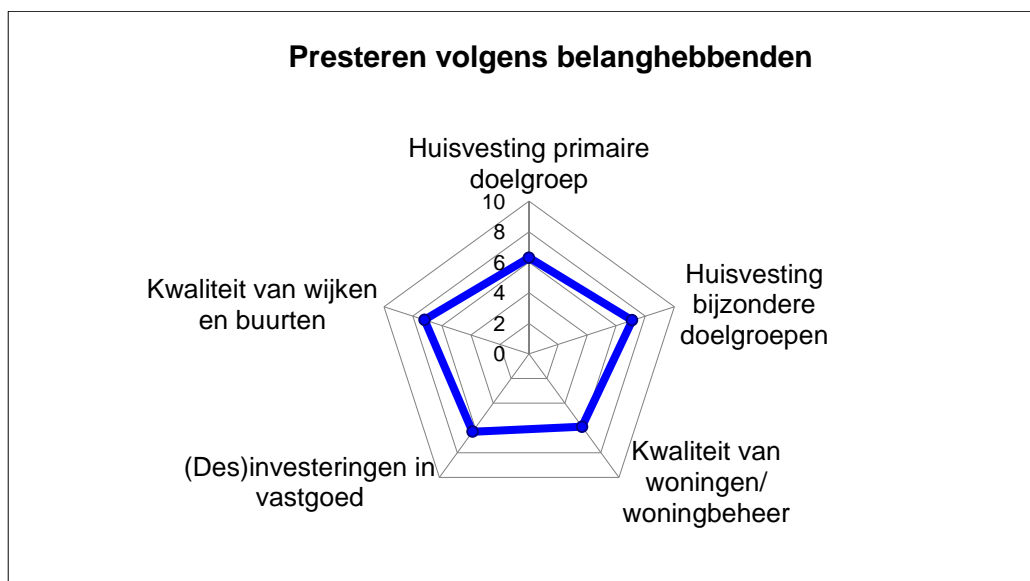 Presteren volgens belanghebbenden
Huisvesting primaire
doelgroep
10
8
6
4
2
0
Huisvesting
bijzondere
doelgroepen
Kwaliteit van
woningen/
woningbeheer
(Des)investeringen in
vastgoed
Kwaliteit van wijken
en buurten